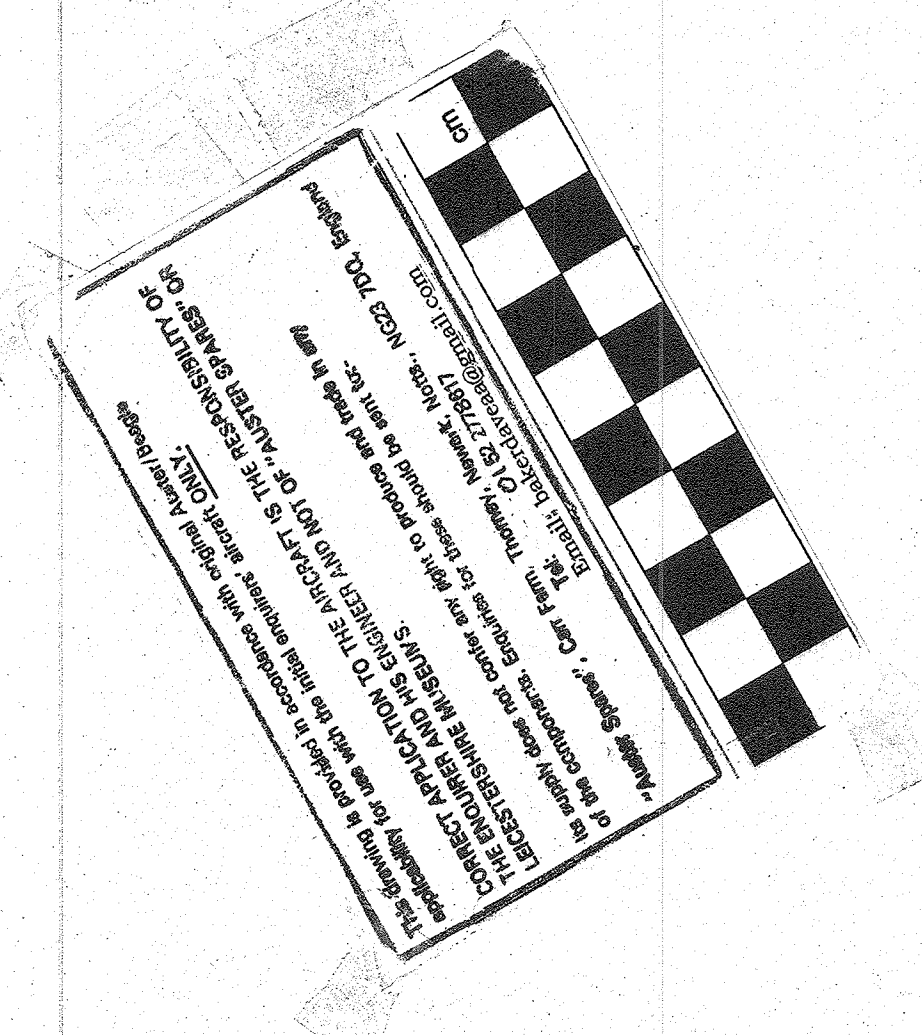 This drawing is provided in accordance with original Auster/Beagle
applicability for use with the initial enquirers' aircraft ONLY.
CORRECT APPLICATION TO THE AIRCRAFT IS THE RESPONSIBILITY OF
THE ENQUIRER AND HIS ENGINEER AND NOT OF "AUSTER SPARES" OR
LEICESTERSHIRE MUSEUMS.
Its supply does not confer any right to produce and trade in any
of the components. Enquiries for these should be sent to:-
"Auster Spares", Carr Farm, Thorney, Newark, Notts., NG23 7DQ, England
Tel: 01 52 2778617
Email: bakerdaveaa@gmail.com
cm